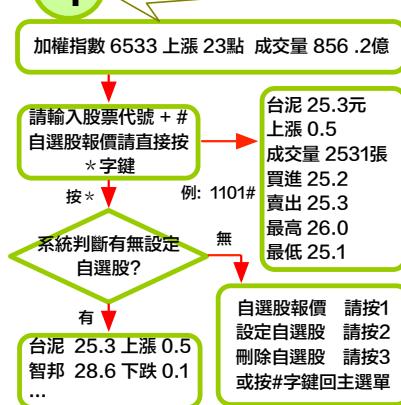 加權指數 6533 上漲 23點 成交量 856 .2億
請輸入股票代號 + #
自選股報價請直接按
＊字鍵
台泥 25.3元
上漲 0.5
成交量 2531張
買進 25.2
賣出 25.3
最高 26.0
最低 25.1
按＊
例: 1101#
系統判斷有無設定
自選股?
無
有
自選股報價 請按1
設定自選股 請按2
刪除自選股 請按3
或按#字鍵回主選單
台泥 25.3 上漲 0.5
智邦 28.6 下跌 0.1
...